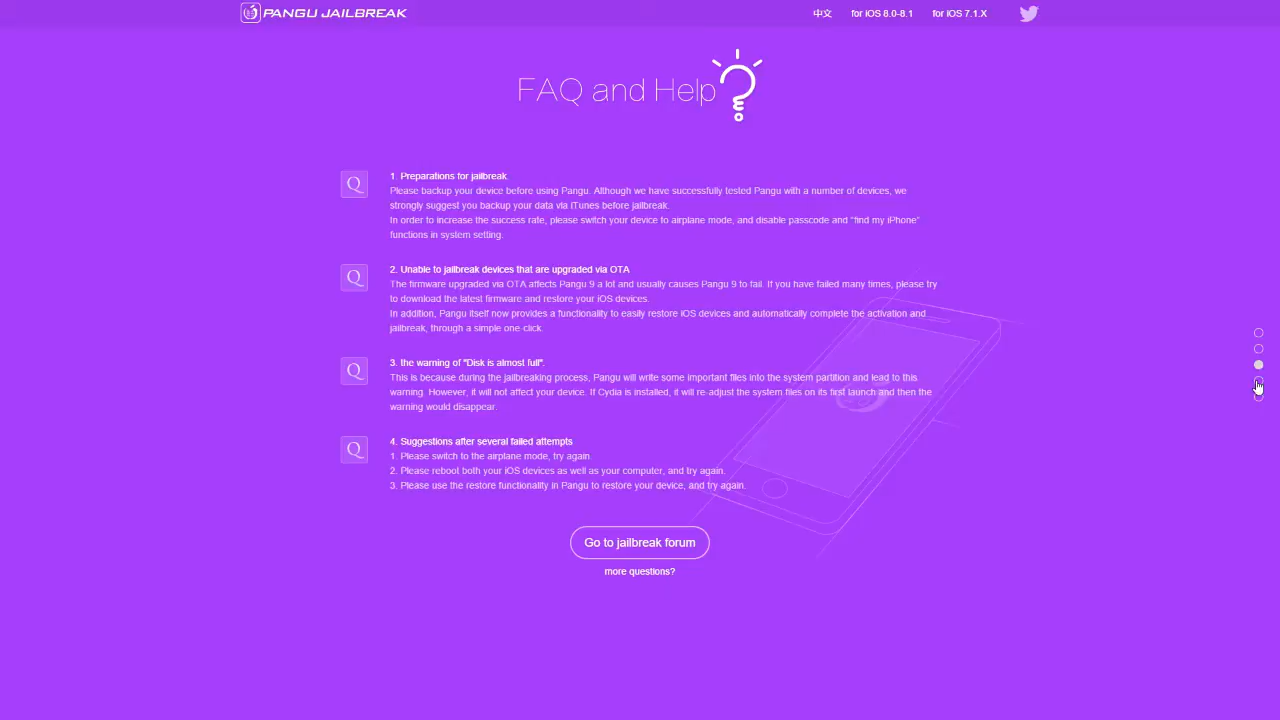 PANGU JAILBREAK
中文 for iOS 8.0-8.1 for iOS 7.1.X
FAQ and Help
Q
1. Preparations for jailbreak.
Please backup your device before using Pangu. Although we have successfully tested Pangu with a number of devices, we
strongly suggest you backup your data via iTunes before jailbreak.
In order to increase the success rate, please switch your device to airplane mode, and disable passcode and "find my iPhone"
functions in system setting.
Q
2. Unable to jailbreak devices that are upgraded via OTA
The firmware upgraded via OTA affects Pangu 9 a lot and usually causes Pangu 9 to fail. If you have failed many times, please try
to download the latest firmware and restore your iOS devices.
In addition, Pangu itself now provides a functionality to easily restore iOS devices and automatically complete the activation and
jailbreak, through a simple one-click.
Q
3. the warning of "Disk is almost full".
This is because during the jailbreaking process, Pangu will write some important files into the system partition and lead to this
warning. However, it will not affect your device. If Cydia is installed, it will re-adjust the system files on its first launch and then the
warning would disappear.
Q
4. Suggestions after several failed attempts
1. Please switch to the airplane mode, try again.
2. Please reboot both your iOS devices as well as your computer, and try again.
3. Please use the restore functionality in Pangu to restore your device, and try again.
Go to jailbreak forum
more questions?